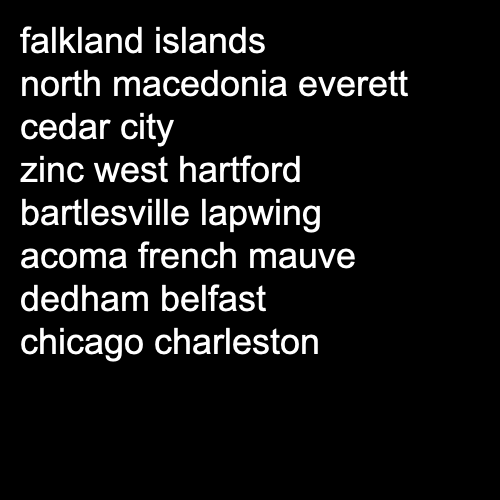 falkland islands
north macedonia everett
cedar city
zinc west hartford
bartlesville lapwing
acoma french mauve
dedham belfast
chicago charleston